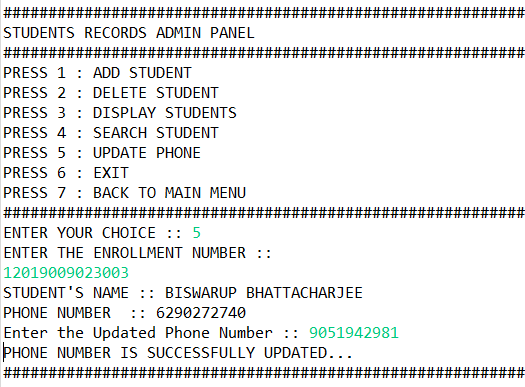 ##########################################################
STUDENTS RECORDS ADMIN PANEL
##########################################################
PRESS 1 : ADD STUDENT
PRESS 2 : DELETE STUDENT
PRESS 3 : DISPLAY STUDENTS
PRESS 4 : SEARCH STUDENT
PRESS 5 : UPDATE PHONE
PRESS 6 : EXIT
PRESS 7 : BACK TO MAIN MENU
##########################################################
ENTER YOUR CHOICE :: 5
ENTER THE ENROLLMENT NUMBER ::
12019009023003
STUDENT'S NAME :: BISWARUP BHATTACHARJEE
PHONE NUMBER  :: 6290272740
Enter the Updated Phone Number :: 9051942981
PHONE NUMBER IS SUCCESSFULLY UPDATED...
##########################################################